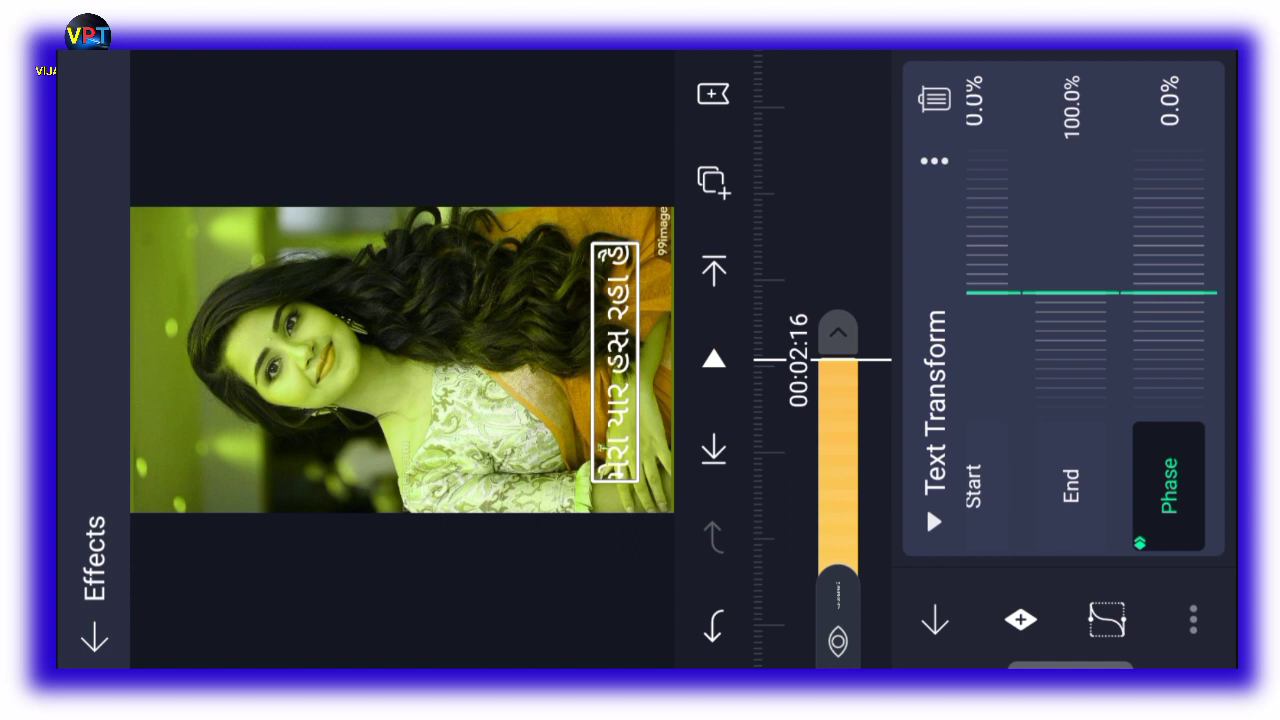 VPT
VIJA
← Effects
99image
મેરા યાર હસ રહા હૈ
00:02:16
Text Transform
Start
0.0%
End
100.0%
Phase
0.0%